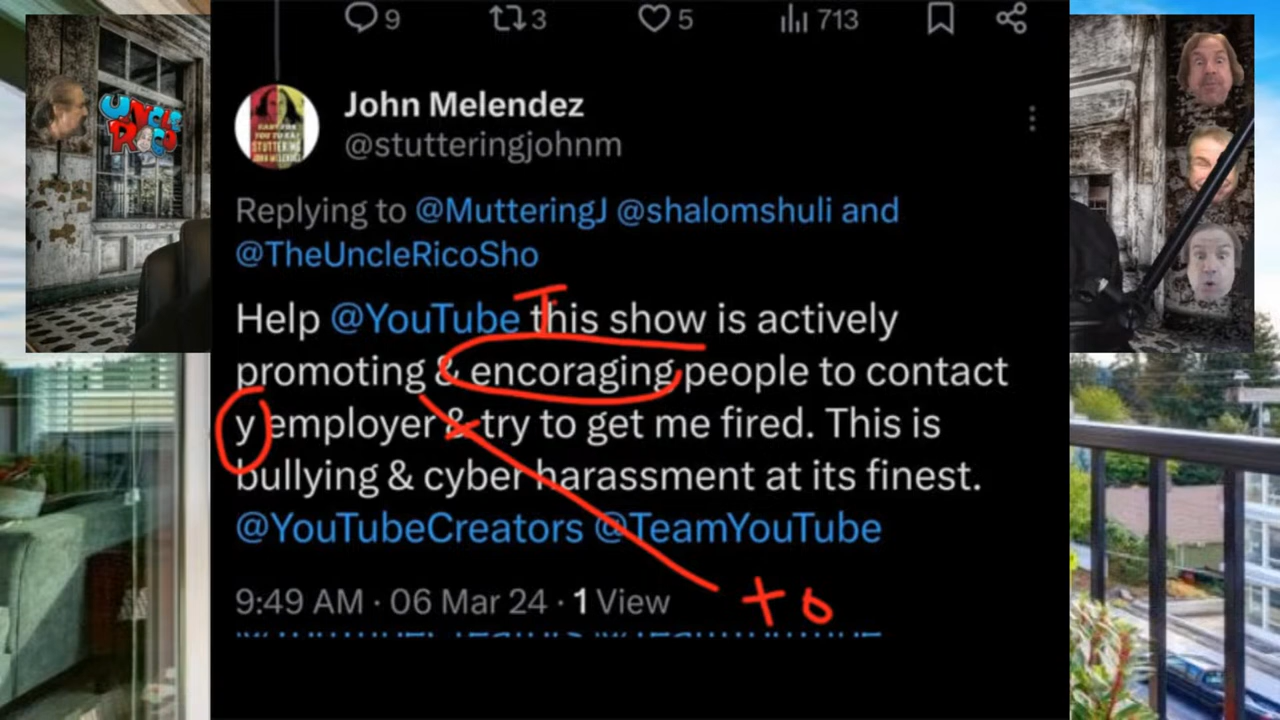 9 3 5 713
UNCLE
RICO
John Melendez
@stutteringjohnm
Replying to @MutteringJ @shalomshuli and
@TheUncleRicoSho
Help @YouTube this show is actively
T
promoting & encoraging people to contact
y employer & try to get me fired. This is
bullying & cyber harassment at its finest.
@YouTubeCreators @TeamYouTube
9:49 AM · 06 Mar 24 · 1 View
to